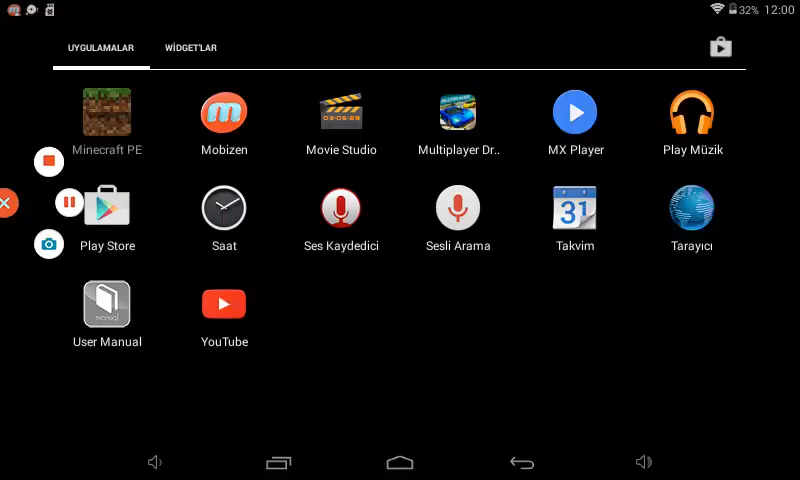 32% 12:00
UYGULAMALAR WİDGET'LAR
Minecraft PE Mobizen Movie Studio Multiplayer Dr.. MX Player Play Müzik
Play Store Saat Ses Kaydedici Sesli Arama Takvim Tarayıcı
User Manual YouTube
m
03:06:25
MULTIPLAYER
31
manual